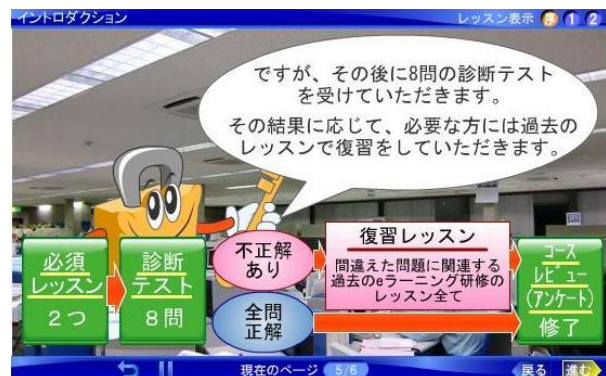 イントロダクション
レッスン表示 序 1 2
ですが、その後に8問の診断テスト
を受けていただきます。
その結果に応じて、必要な方には過去の
レッスンで復習をしていただきます。
必須
レッスン
2つ
診断
テスト
8問
不正解
あり
全問
正解
復習レッスン
間違えた問題に関連する
過去のeラーニング研修の
レッスン全て
コース
レビュー
(アンケート)
修了
現在のページ 5/6
戻る 進む